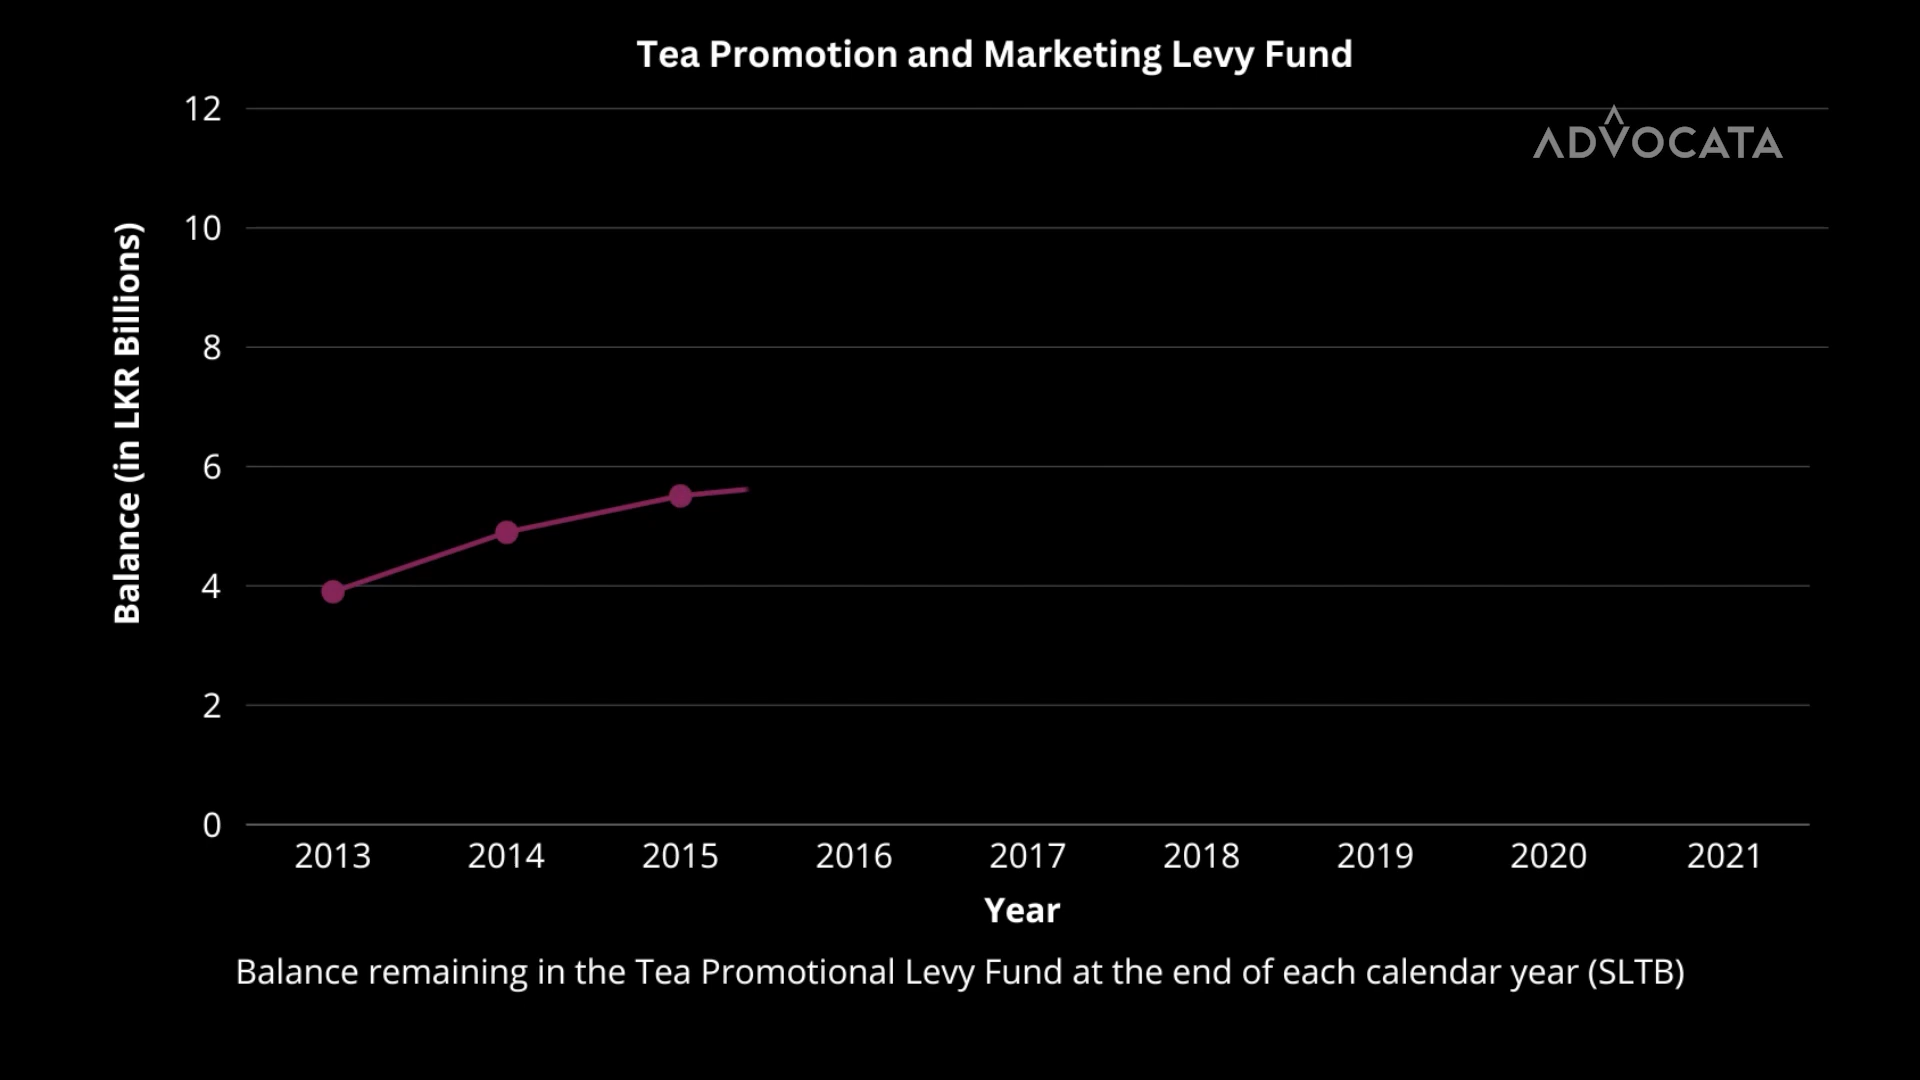 Tea Promotion and Marketing Levy Fund
ADVOCATA
12
10
8
6
4
2
0
Balance (in LKR Billions)
2013 2014 2015 2016 2017 2018 2019 2020 2021
Year
Balance remaining in the Tea Promotional Levy Fund at the end of each calendar year (SLTB)